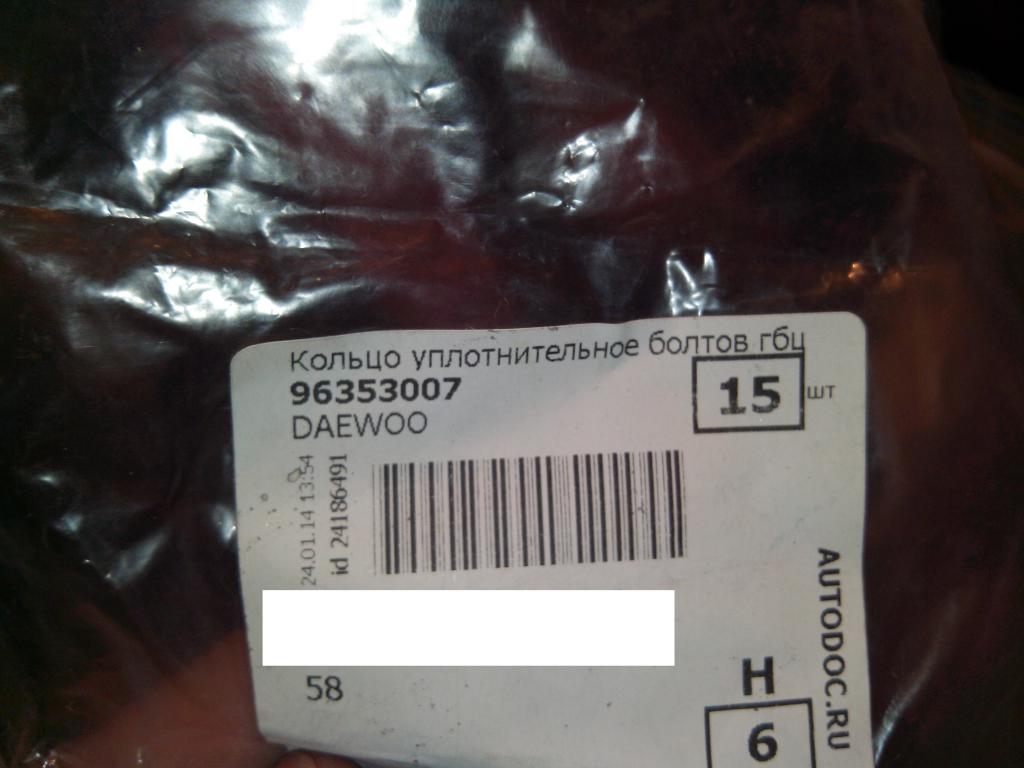 Кольцо уплотнительное болтов гбц
96353007
15 шт
DAEWOO
24.01.14 13:54
id 24186491
AUTODOC.RU
58
H
6